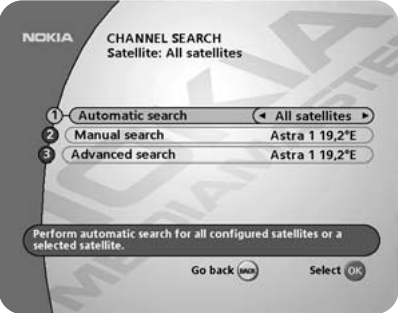 NOKIA
CHANNEL SEARCH
Satellite: All satellites
1 Automatic search All satellites
2 Manual search Astra 1 19,2°E
3 Advanced search Astra 1 19,2°E
Perform automatic search for all configured satellites or a
selected satellite.
Go back BACK Select OK
NOKIA
MEDIAMASTER